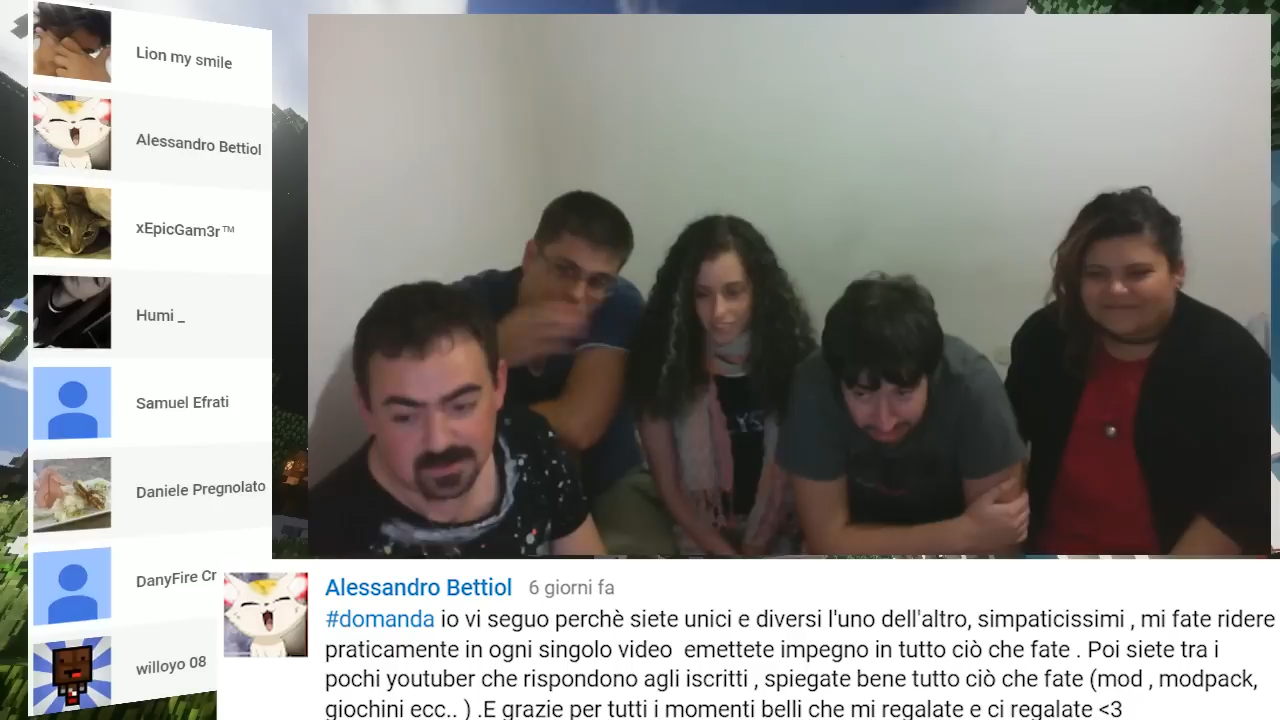 Lion my smile
Alessandro Bettiol
xEpicGam3r™
Humi _
Samuel Efrati
Daniele Pregnolato
DanyFire Cr
willoyo 08
YS
Alessandro Bettiol 6 giorni fa
#domanda io vi seguo perchè siete unici e diversi l'uno dell'altro, simpaticissimi , mi fate ridere
praticamente in ogni singolo video emettete impegno in tutto ciò che fate . Poi siete tra i
pochi youtuber che rispondono agli iscritti , spiegate bene tutto ciò che fate (mod , modpack,
giochini ecc.. ) .E grazie per tutti i momenti belli che mi regalate e ci regalate <3